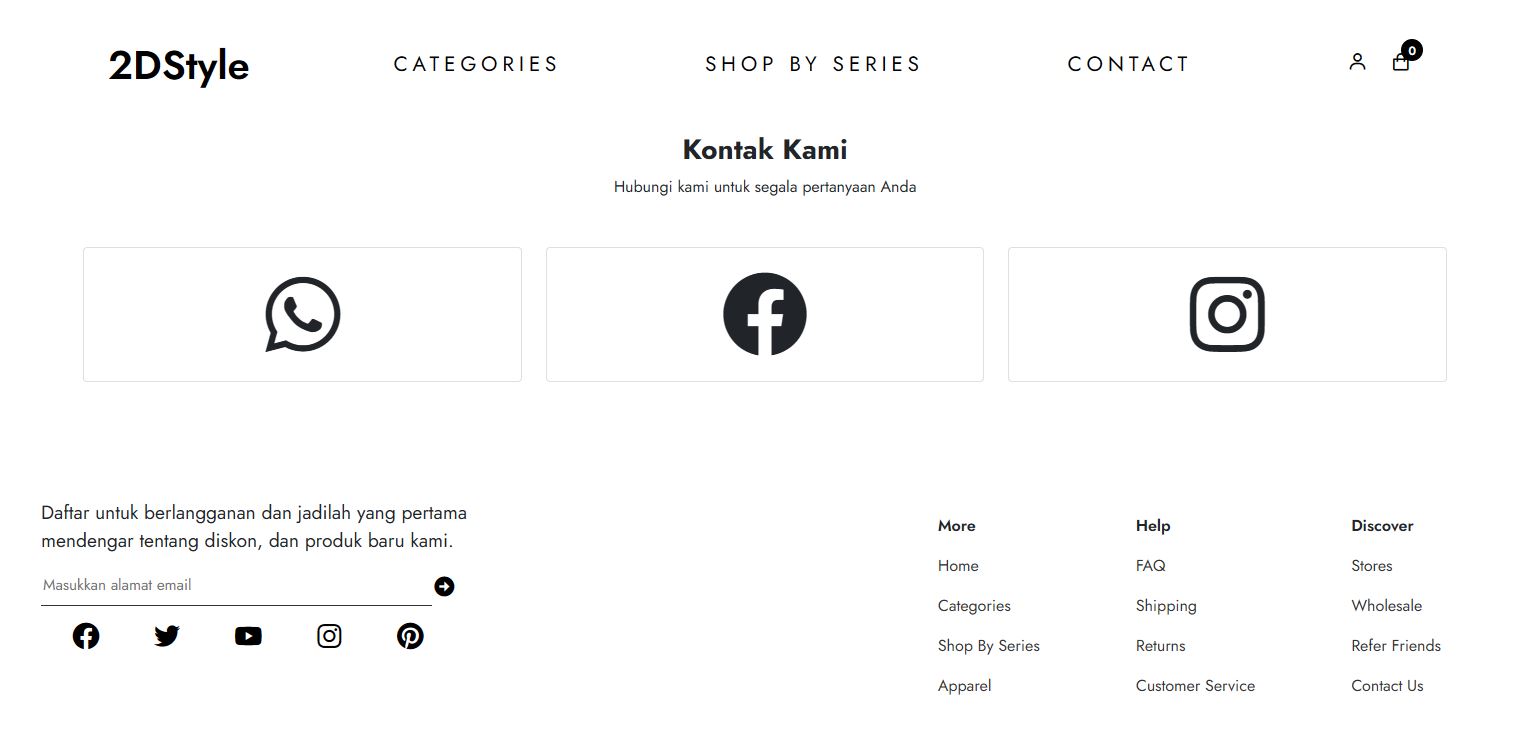 2DStyle
CATEGORIES
SHOP BY SERIES
CONTACT
0
Kontak Kami
Hubungi kami untuk segala pertanyaan Anda
Daftar untuk berlangganan dan jadilah yang pertama
mendengar tentang diskon, dan produk baru kami.
Masukkan alamat email
More
Home
Categories
Shop By Series
Apparel
Help
FAQ
Shipping
Returns
Customer Service
Discover
Stores
Wholesale
Refer Friends
Contact Us